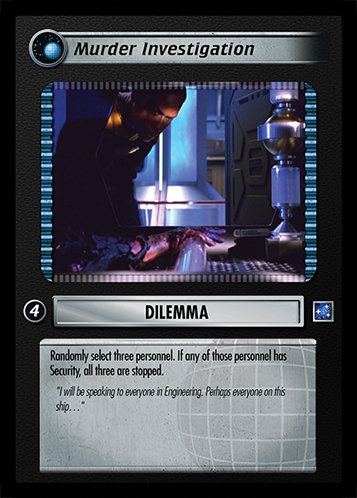 Murder Investigation
4
DILEMMA
Randomly select three personnel. If any of those personnel has
Security, all three are stopped.
"I will be speaking to everyone in Engineering. Perhaps everyone on this
ship…"